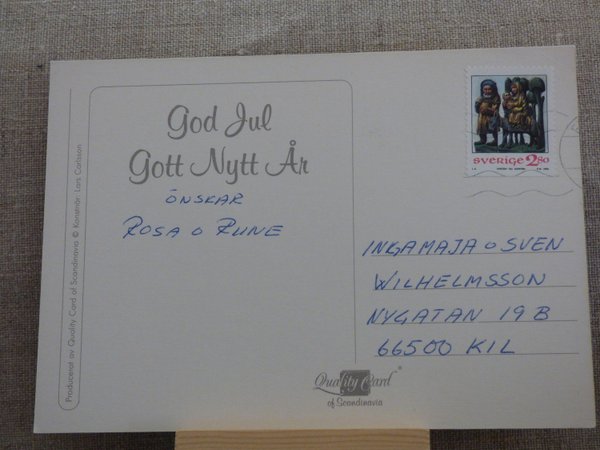 God Jul
Gott Nytt År
ÖNSKAR
ROSA O RUNE
SVERIGE 2.80
INGAMAJA O SVEN
WILHELMSSON
NYGATAN 19 B
66500 KIL
Quality Card®
of Scandinavia
Producerat av Quality Card of Scandinavia © Konstnär: Lars Carlsson